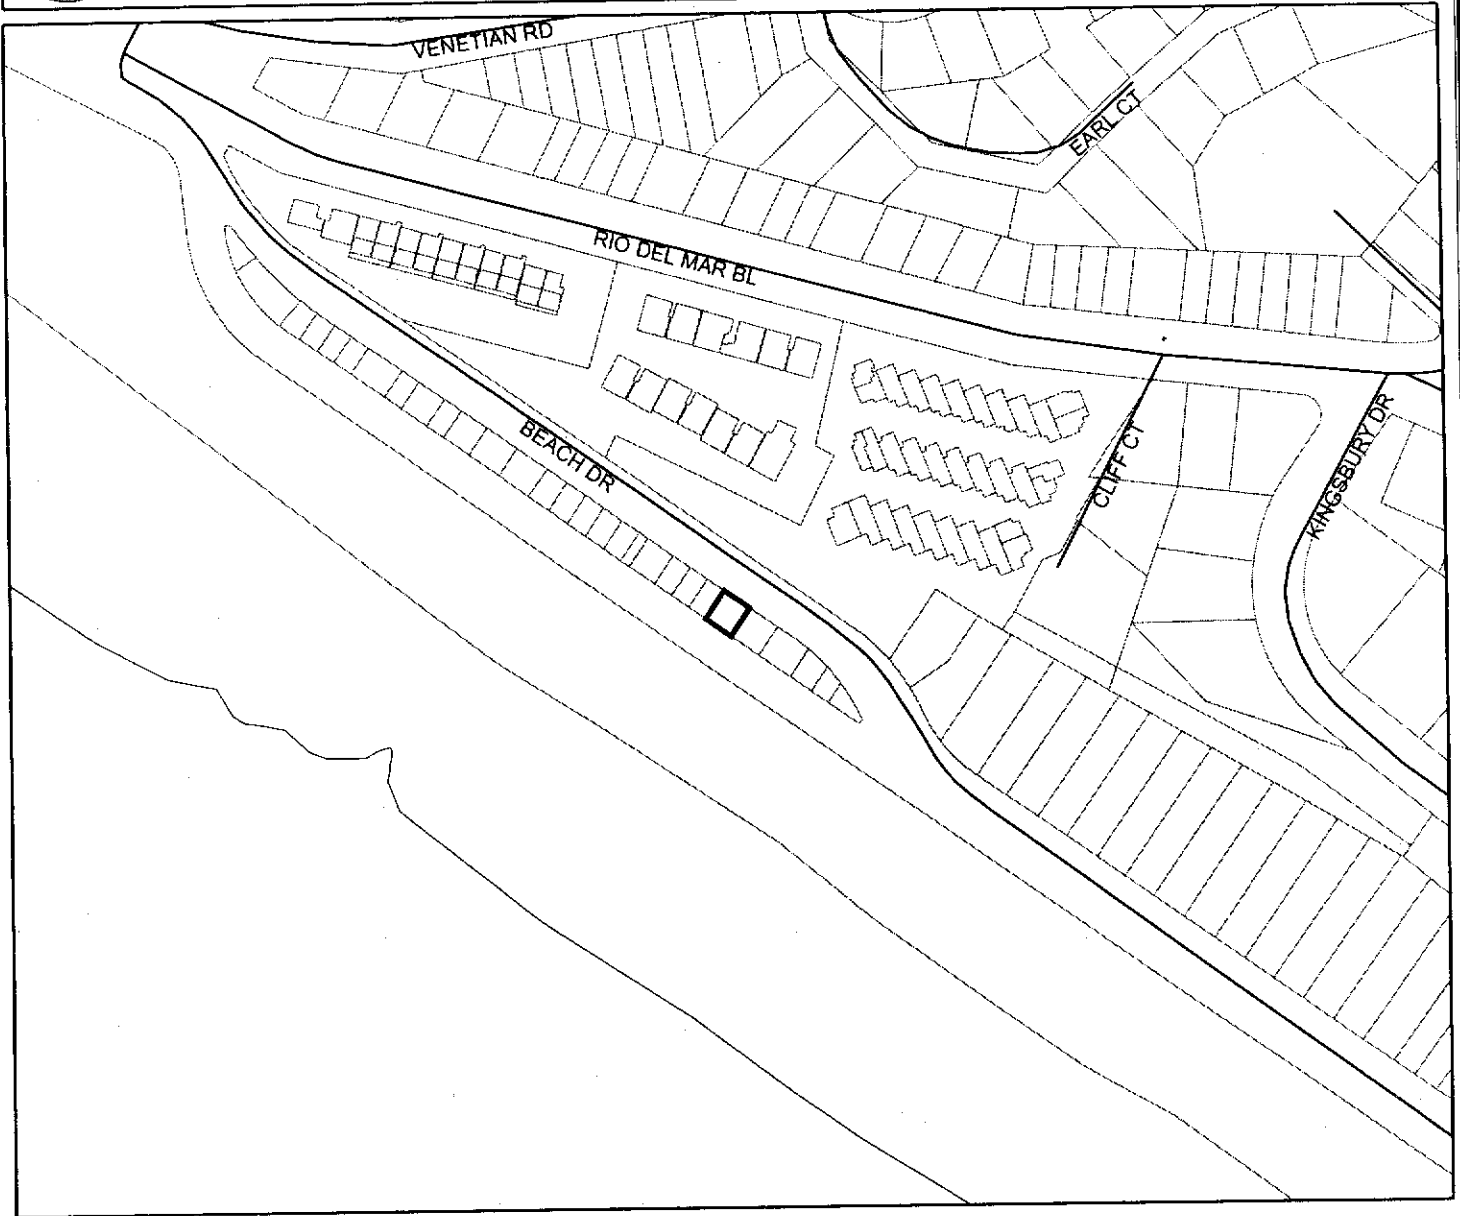 VENETIAN RD
EARL CT
RIO DEL MAR BL
BEACH DR
CLIFF CT
KINGSBURY DR